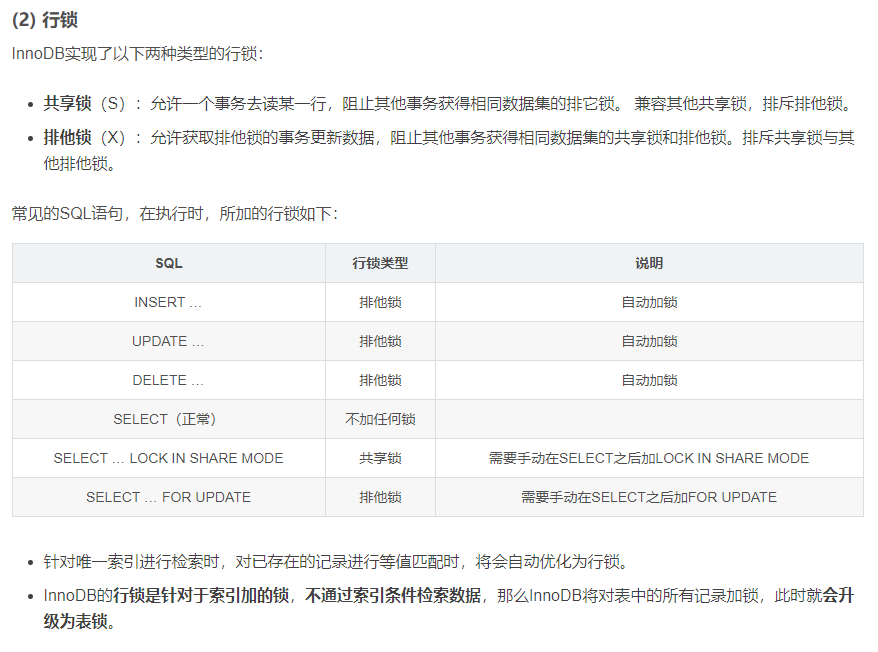 (2) 行锁
InnoDB实现了以下两种类型的行锁：
共享锁（S）：允许一个事务去读某一行，阻止其他事务获得相同数据集的排它锁。 兼容其他共享锁，排斥排他锁。
排他锁（X）：允许获取排他锁的事务更新数据，阻止其他事务获得相同数据集的共享锁和排他锁。排斥共享锁与其
他排他锁。
常见的SQL语句，在执行时，所加的行锁如下：
SQL 行锁类型 说明
INSERT … 排他锁 自动加锁
UPDATE … 排他锁 自动加锁
DELETE … 排他锁 自动加锁
SELECT（正常） 不加任何锁
SELECT … LOCK IN SHARE MODE 共享锁 需要手动在SELECT之后加LOCK IN SHARE MODE
SELECT … FOR UPDATE 排他锁 需要手动在SELECT之后加FOR UPDATE
针对唯一索引进行检索时，对已存在的记录进行等值匹配时，将会自动优化为行锁。
InnoDB的行锁是针对于索引加的锁，不通过索引条件检索数据，那么InnoDB将对表中的所有记录加锁，此时就会升
级为表锁。